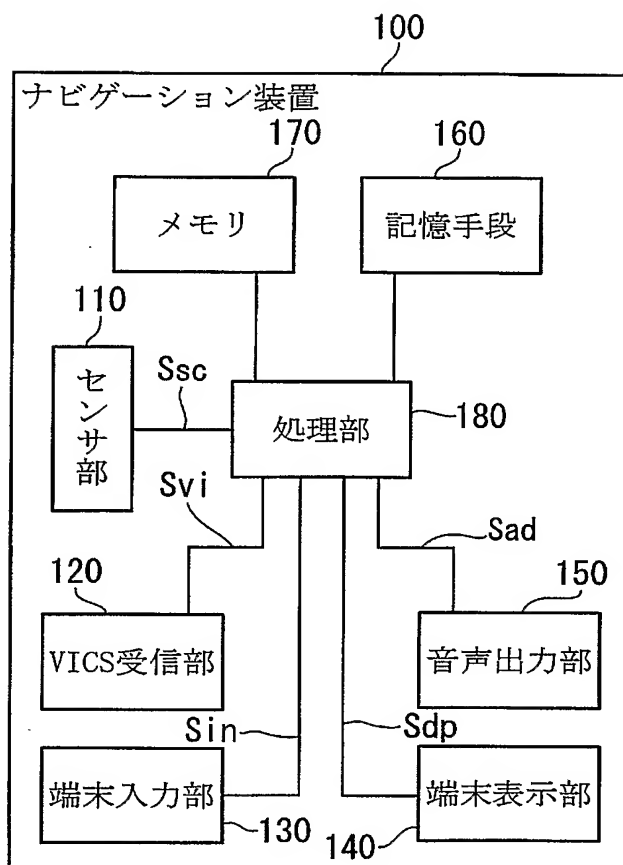 100
ナビゲーション装置
170
160
メモリ
記憶手段
110
センサ部
Ssc
処理部
180
Svi
Sad
120
150
VICS受信部
音声出力部
Sin
Sdp
端末入力部
端末表示部
130
140